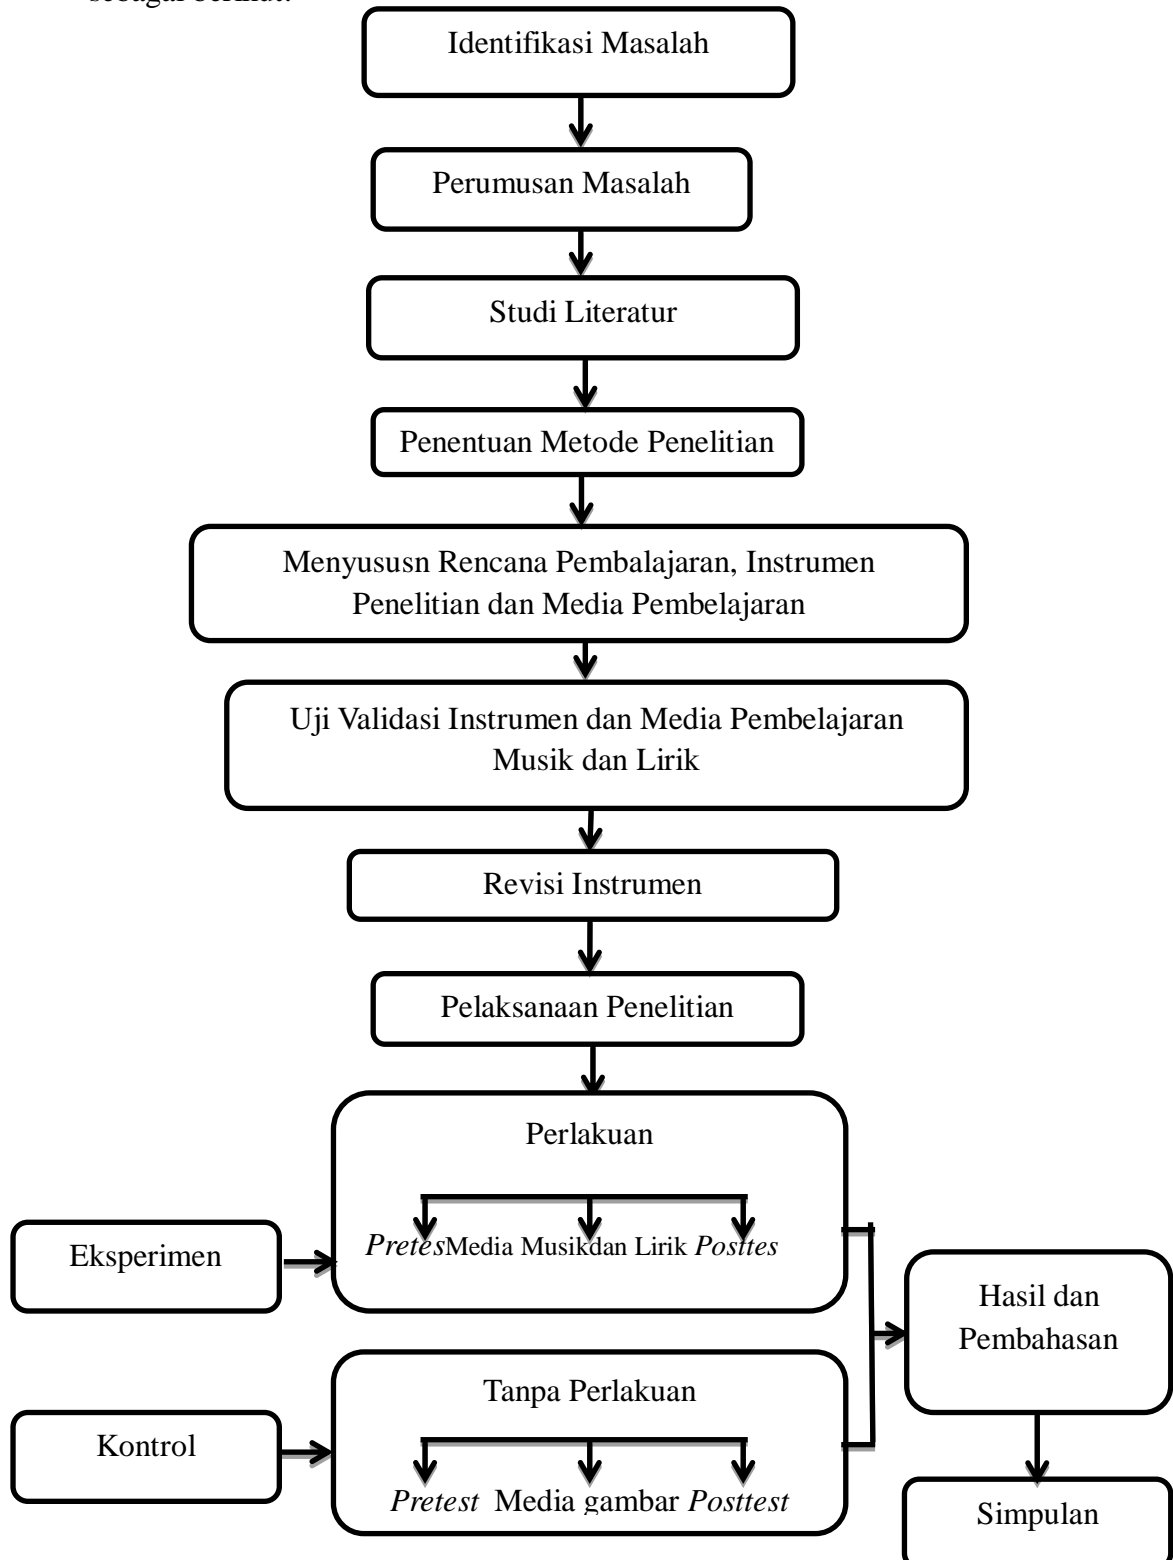 sebagai berikut:
Identifikasi Masalah
Perumusan Masalah
Studi Literatur
Penentuan Metode Penelitian
Menyususn Rencana Pembalajaran, Instrumen
Penelitian dan Media Pembelajaran
Uji Validasi Instrumen dan Media Pembelajaran
Musik dan Lirik
Revisi Instrumen
Pelaksanaan Penelitian
Perlakuan
Eksperimen
PretesMedia Musikdan Lirik Posttes
Hasil dan
Pembahasan
Tanpa Perlakuan
Kontrol
Pretest Media gambar Posttest
Simpulan